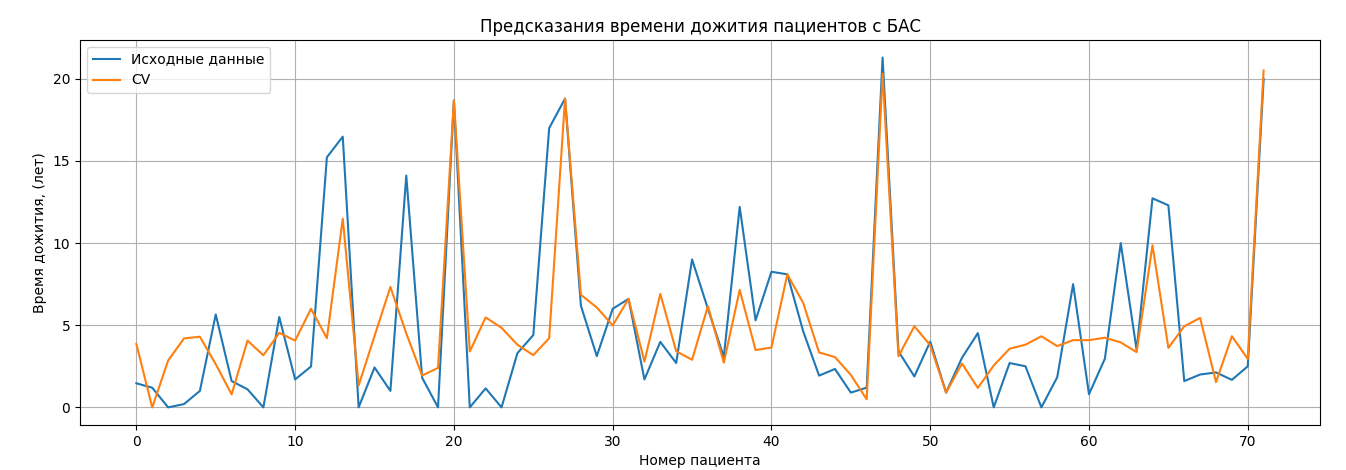 Предсказания времени дожития пациентов с БАС
Исходные данные
CV
Время дожития, (лет)
20
15
10
5
0
0 10 20 30 40 50 60 70
Номер пациента